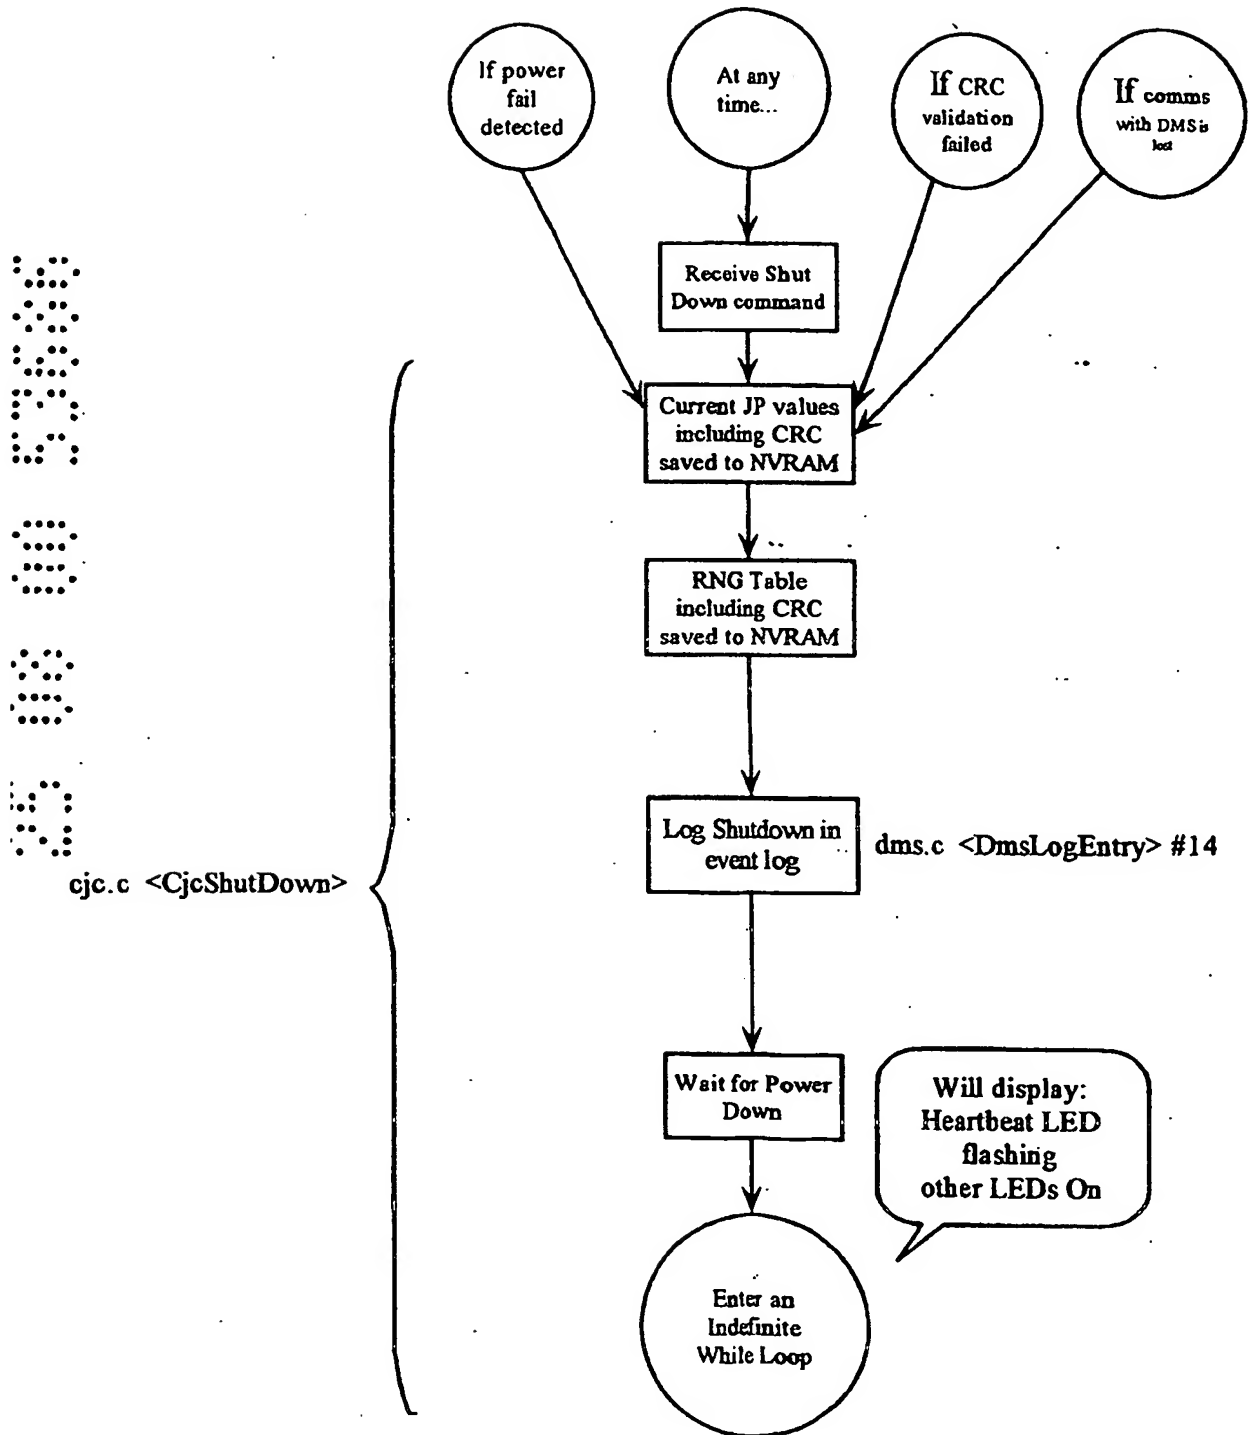 If power
fail
detected
At any
time...
If CRC
validation
failed
If comms
with DMS is
lost
Receive Shut
Down command
Current JP values
including CRC
saved to NVRAM
RNG Table
including CRC
saved to NVRAM
Log Shutdown in
event log
dms.c <DmsLogEntry> #14
cjc.c <CjcShutDown>
Wait for Power
Down
Will display:
Heartbeat LED
flashing
other LEDs On
Enter an
Indefinite
While Loop